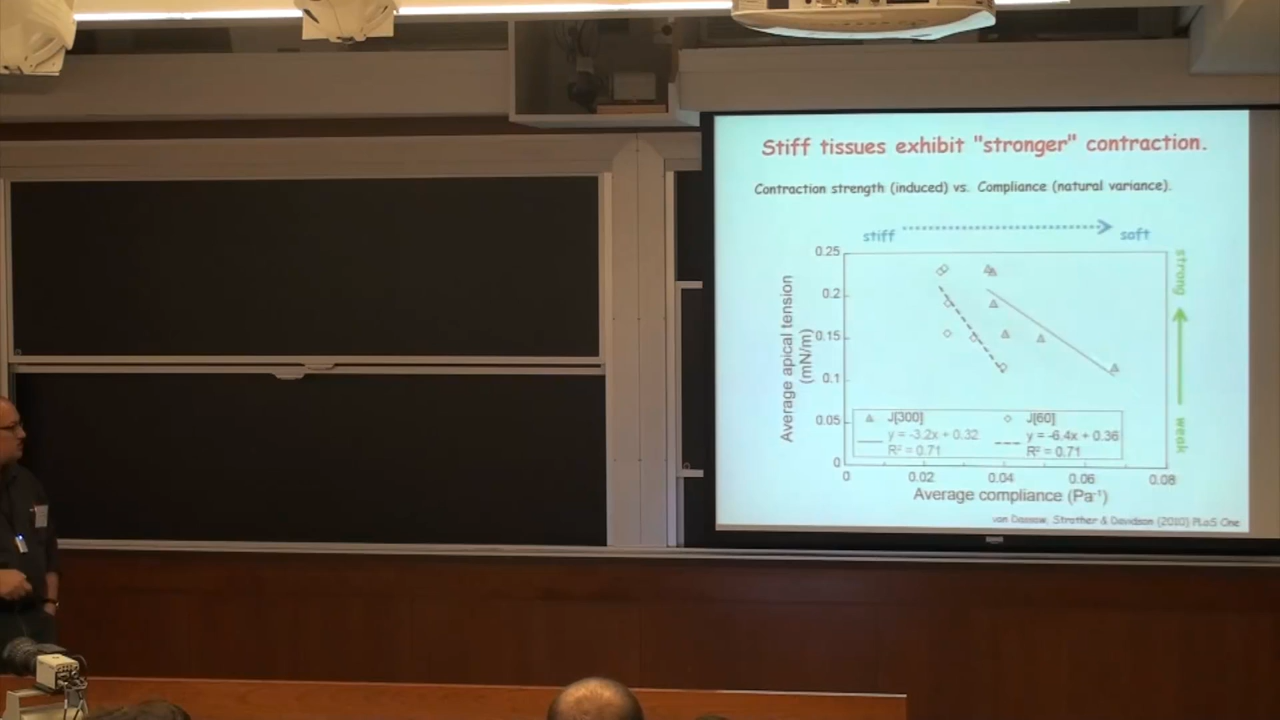 Stiff tissues exhibit "stronger" contraction.
Contraction strength (induced) vs. Compliance (natural variance).
stiff
soft
strong
weak
Average apical tension
(mN/m)
0.25
0.2
0.15
0.1
0.05
0
J[300]
y = -3.2x + 0.32
R² = 0.71
J[60]
y = -6.4x + 0.36
R² = 0.71
0
0.02
0.04
0.06
0.08
Average compliance (Pa⁻¹)
von Dassow, Strother & Davidson (2010) PLoS One